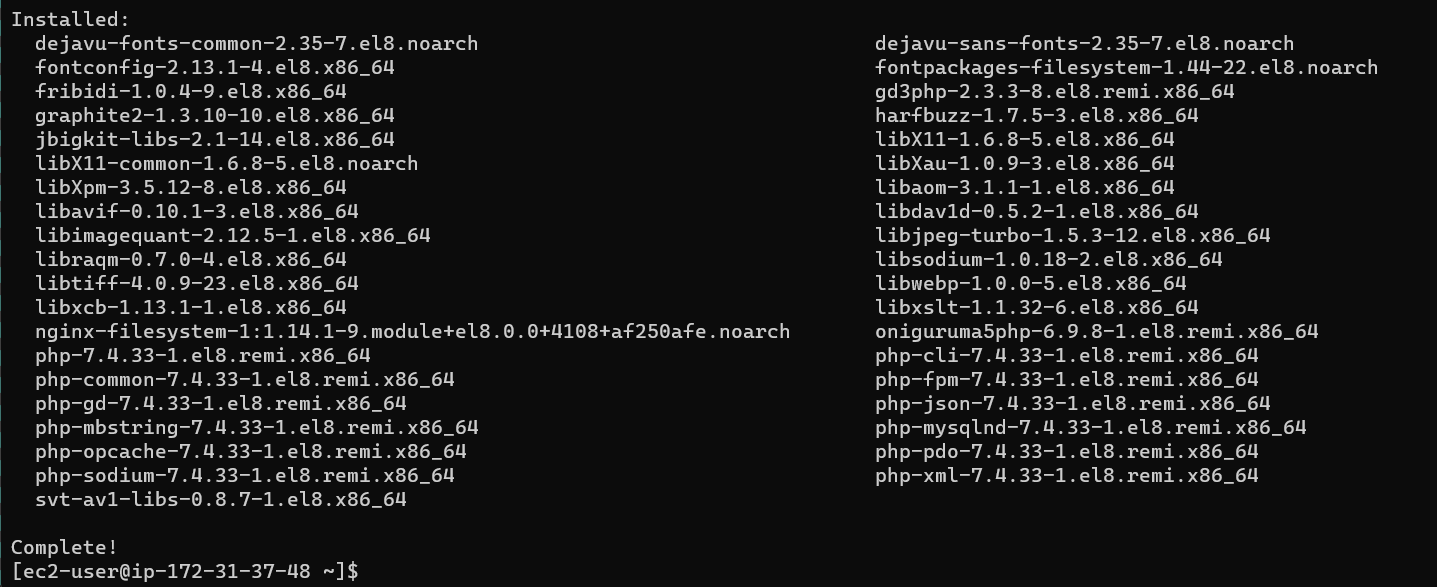 Installed:
  dejavu-fonts-common-2.35-7.el8.noarch                                 dejavu-sans-fonts-2.35-7.el8.noarch
  fontconfig-2.13.1-4.el8.x86_64                                        fontpackages-filesystem-1.44-22.el8.noarch
  fribidi-1.0.4-9.el8.x86_64                                            gd3php-2.3.3-8.el8.remi.x86_64
  graphite2-1.3.10-10.el8.x86_64                                        harfbuzz-1.7.5-3.el8.x86_64
  jbigkit-libs-2.1-14.el8.x86_64                                        libX11-1.6.8-5.el8.x86_64
  libX11-common-1.6.8-5.el8.noarch                                      libXau-1.0.9-3.el8.x86_64
  libXpm-3.5.12-8.el8.x86_64                                            libaom-3.1.1-1.el8.x86_64
  libavif-0.10.1-3.el8.x86_64                                           libdav1d-0.5.2-1.el8.x86_64
  libimagequant-2.12.5-1.el8.x86_64                                     libjpeg-turbo-1.5.3-12.el8.x86_64
  libraqm-0.7.0-4.el8.x86_64                                            libsodium-1.0.18-2.el8.x86_64
  libtiff-4.0.9-23.el8.x86_64                                           libwebp-1.0.0-5.el8.x86_64
  libxcb-1.13.1-1.el8.x86_64                                            libxslt-1.1.32-6.el8.x86_64
  nginx-filesystem-1:1.14.1-9.module+el8.0.0+4108+af250afe.noarch       oniguruma5php-6.9.8-1.el8.remi.x86_64
  php-7.4.33-1.el8.remi.x86_64                                          php-cli-7.4.33-1.el8.remi.x86_64
  php-common-7.4.33-1.el8.remi.x86_64                                   php-fpm-7.4.33-1.el8.remi.x86_64
  php-gd-7.4.33-1.el8.remi.x86_64                                       php-json-7.4.33-1.el8.remi.x86_64
  php-mbstring-7.4.33-1.el8.remi.x86_64                                 php-mysqlnd-7.4.33-1.el8.remi.x86_64
  php-opcache-7.4.33-1.el8.remi.x86_64                                  php-pdo-7.4.33-1.el8.remi.x86_64
  php-sodium-7.4.33-1.el8.remi.x86_64                                   php-xml-7.4.33-1.el8.remi.x86_64
  svt-av1-libs-0.8.7-1.el8.x86_64

Complete!
[ec2-user@ip-172-31-37-48 ~]$